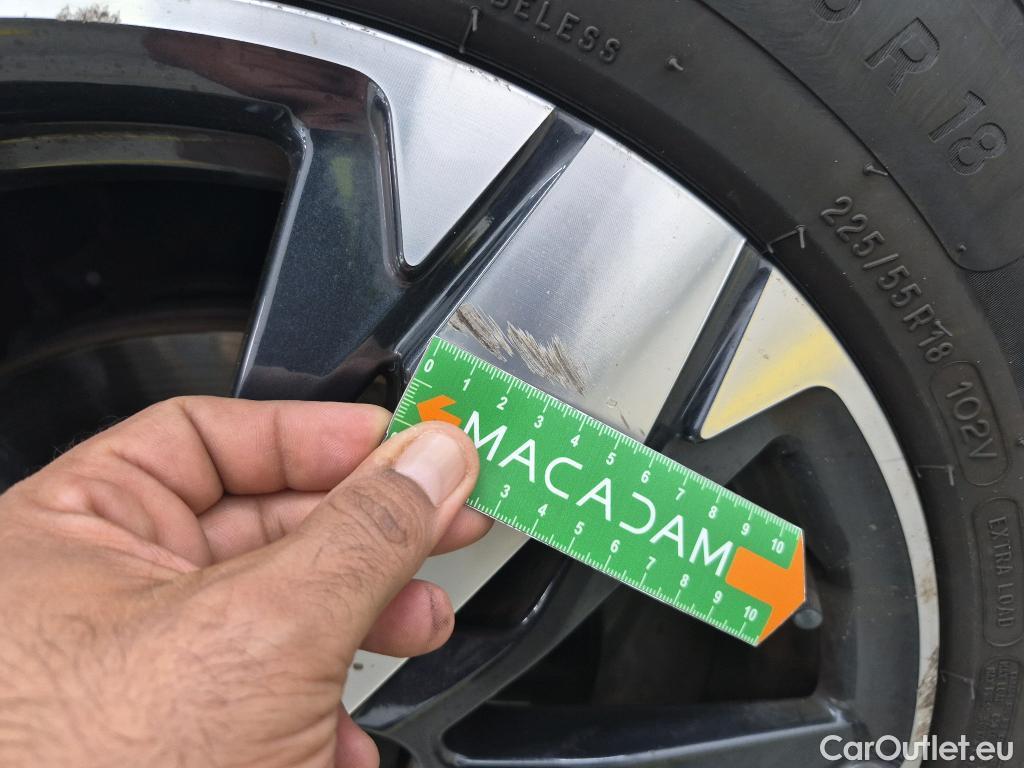 R 18
225/55R18
102V
EXTRA LOAD
0 1 2 3 4 5 6 7 8 9 10
MACADAM
3 4 5 6 7 8 9 10
CarOutlet.eu